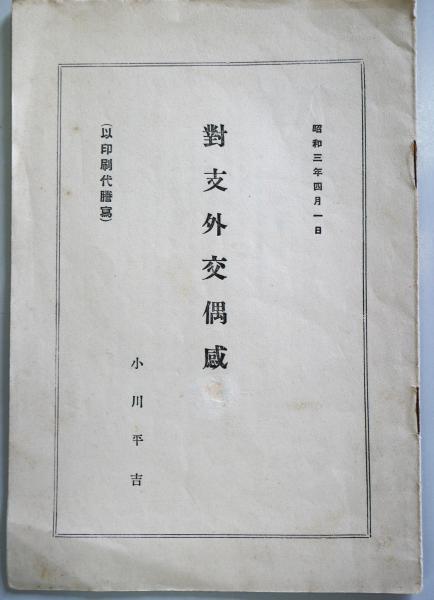 昭和三年四月一日
對支外交偶感
小川平吉
(以印刷代謄寫)